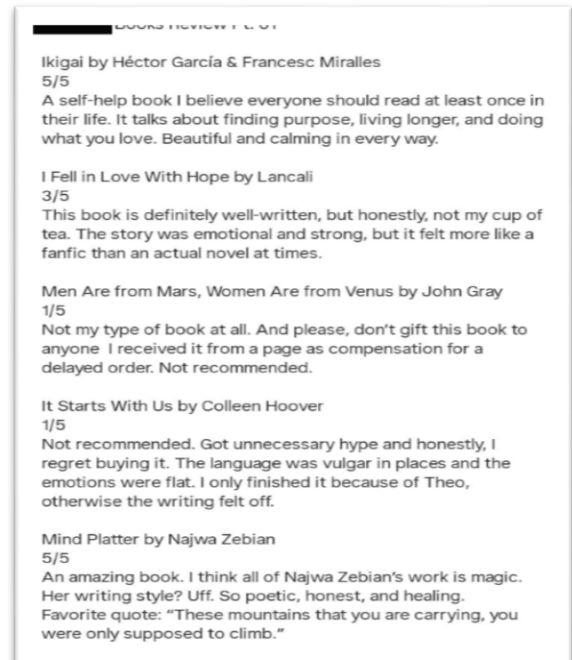 Ikigai by Héctor García & Francesc Miralles
5/5
A self-help book I believe everyone should read at least once in
their life. It talks about finding purpose, living longer, and doing
what you love. Beautiful and calming in every way.
I Fell in Love With Hope by Lancali
3/5
This book is definitely well-written, but honestly, not my cup of
tea. The story was emotional and strong, but it felt more like a
fanfic than an actual novel at times.
Men Are from Mars, Women Are from Venus by John Gray
1/5
Not my type of book at all. And please, don't gift this book to
anyone I received it from a page as compensation for a
delayed order. Not recommended.
It Starts With Us by Colleen Hoover
1/5
Not recommended. Got unnecessary hype and honestly, I
regret buying it. The language was vulgar in places and the
emotions were flat. I only finished it because of Theo,
otherwise the writing felt off.
Mind Platter by Najwa Zebian
5/5
An amazing book. I think all of Najwa Zebian's work is magic.
Her writing style? Uff. So poetic, honest, and healing.
Favorite quote: "These mountains that you are carrying, you
were only supposed to climb."